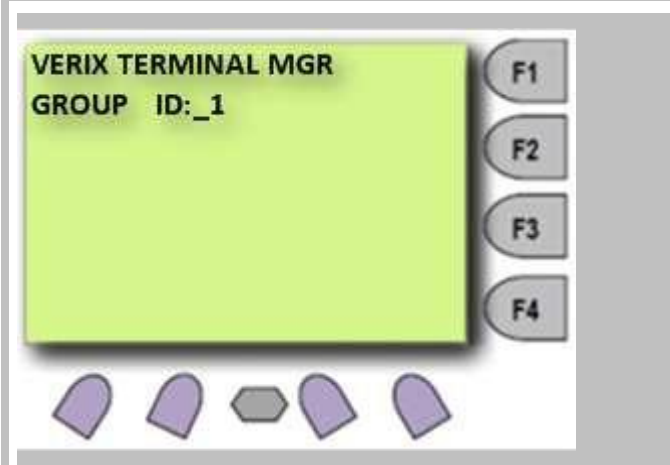 VERIX TERMINAL MGR
GROUP ID:_1
F1
F2
F3
F4